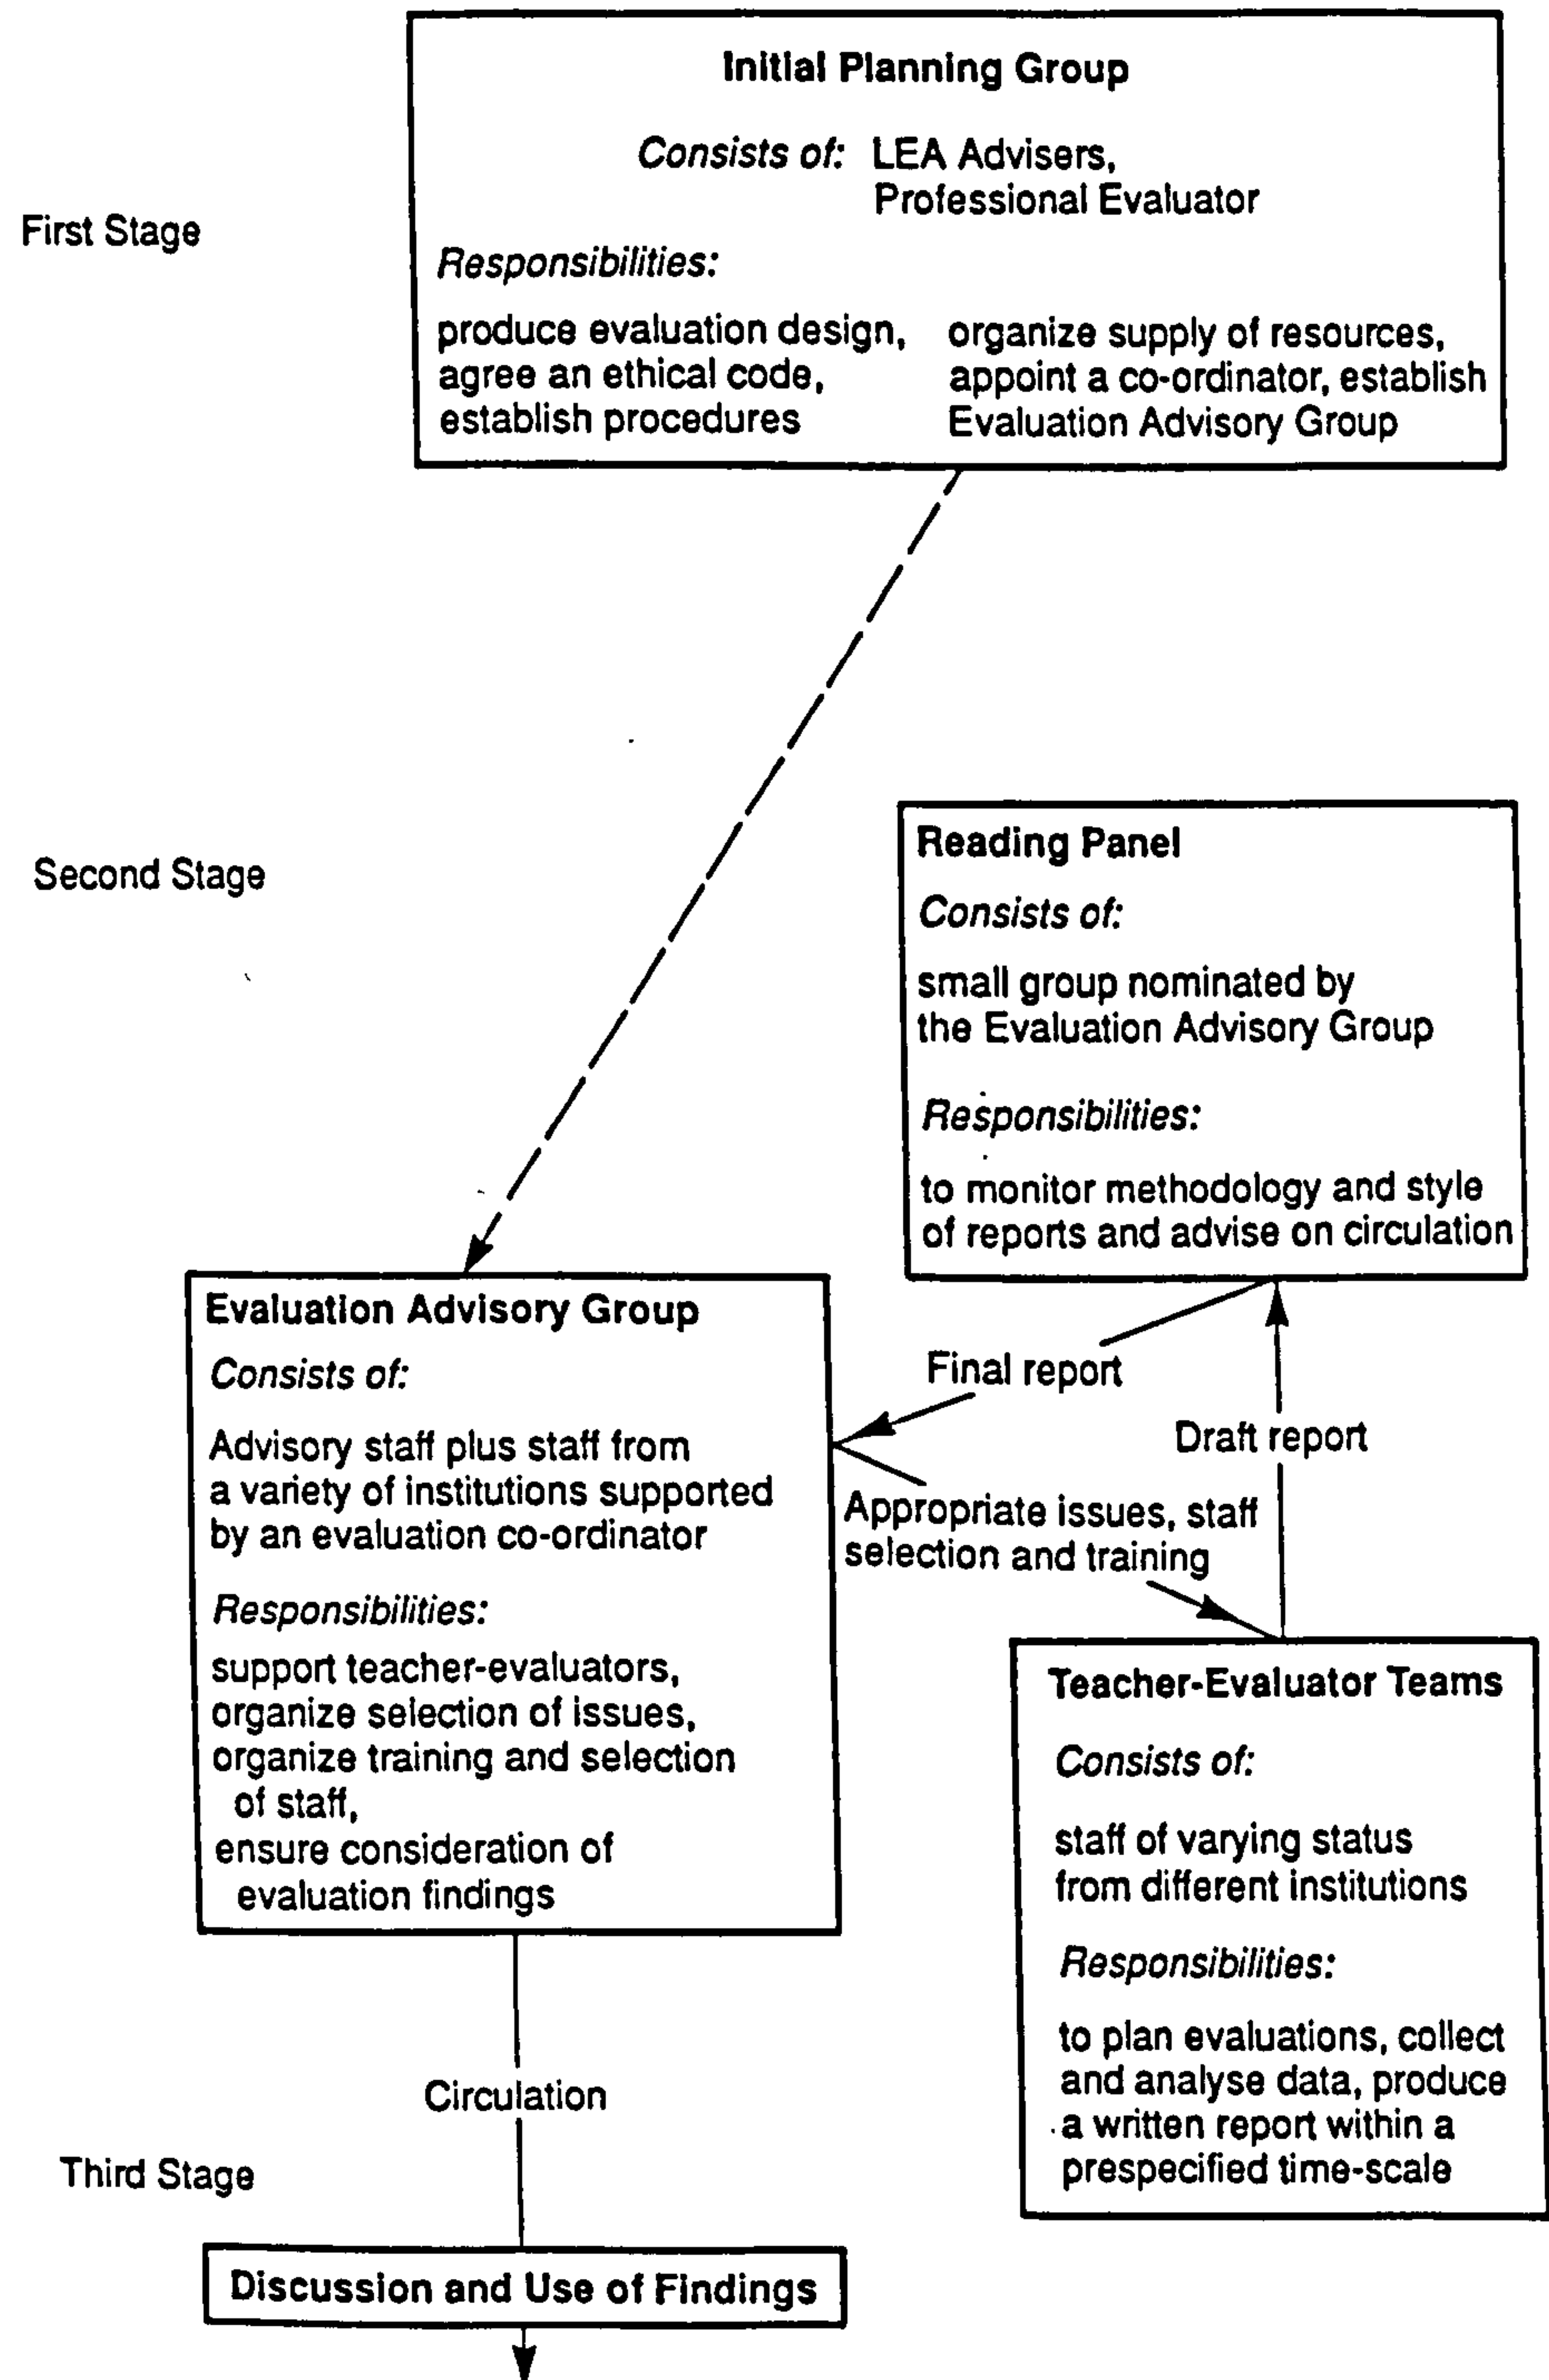 Initial Planning Group
Consists of: LEA Advisers,
Professional Evaluator
First Stage
Responsibilities:
produce evaluation design,
agree an ethical code,
establish procedures
organize supply of resources,
appoint a co-ordinator, establish
Evaluation Advisory Group
Second Stage
Reading Panel
Consists of:
small group nominated by
the Evaluation Advisory Group
Responsibilities:
to monitor methodology and style
of reports and advise on circulation
Evaluation Advisory Group
Consists of:
Advisory staff plus staff from
a variety of institutions supported
by an evaluation co-ordinator
Responsibilities:
support teacher-evaluators,
organize selection of issues,
organize training and selection
of staff,
ensure consideration of
evaluation findings
Final report
Draft report
Appropriate issues, staff
selection and training
Teacher-Evaluator Teams
Consists of:
staff of varying status
from different institutions
Responsibilities:
to plan evaluations, collect
and analyse data, produce
a written report within a
prespecified time-scale
Circulation
Third Stage
Discussion and Use of Findings